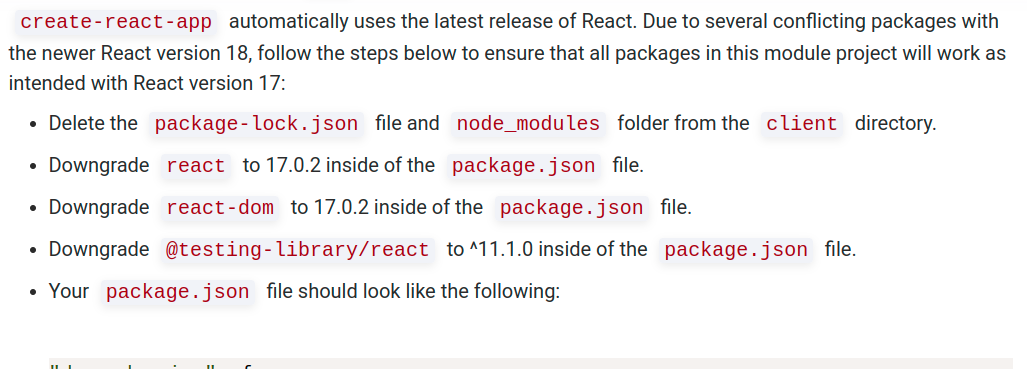 create-react-app automatically uses the latest release of React. Due to several conflicting packages with
the newer React version 18, follow the steps below to ensure that all packages in this module project will work as
intended with React version 17:
• Delete the package-lock.json file and node_modules folder from the client directory.
• Downgrade react to 17.0.2 inside of the package.json file.
• Downgrade react-dom to 17.0.2 inside of the package.json file.
• Downgrade @testing-library/react to ^11.1.0 inside of the package.json file.
• Your package.json file should look like the following: